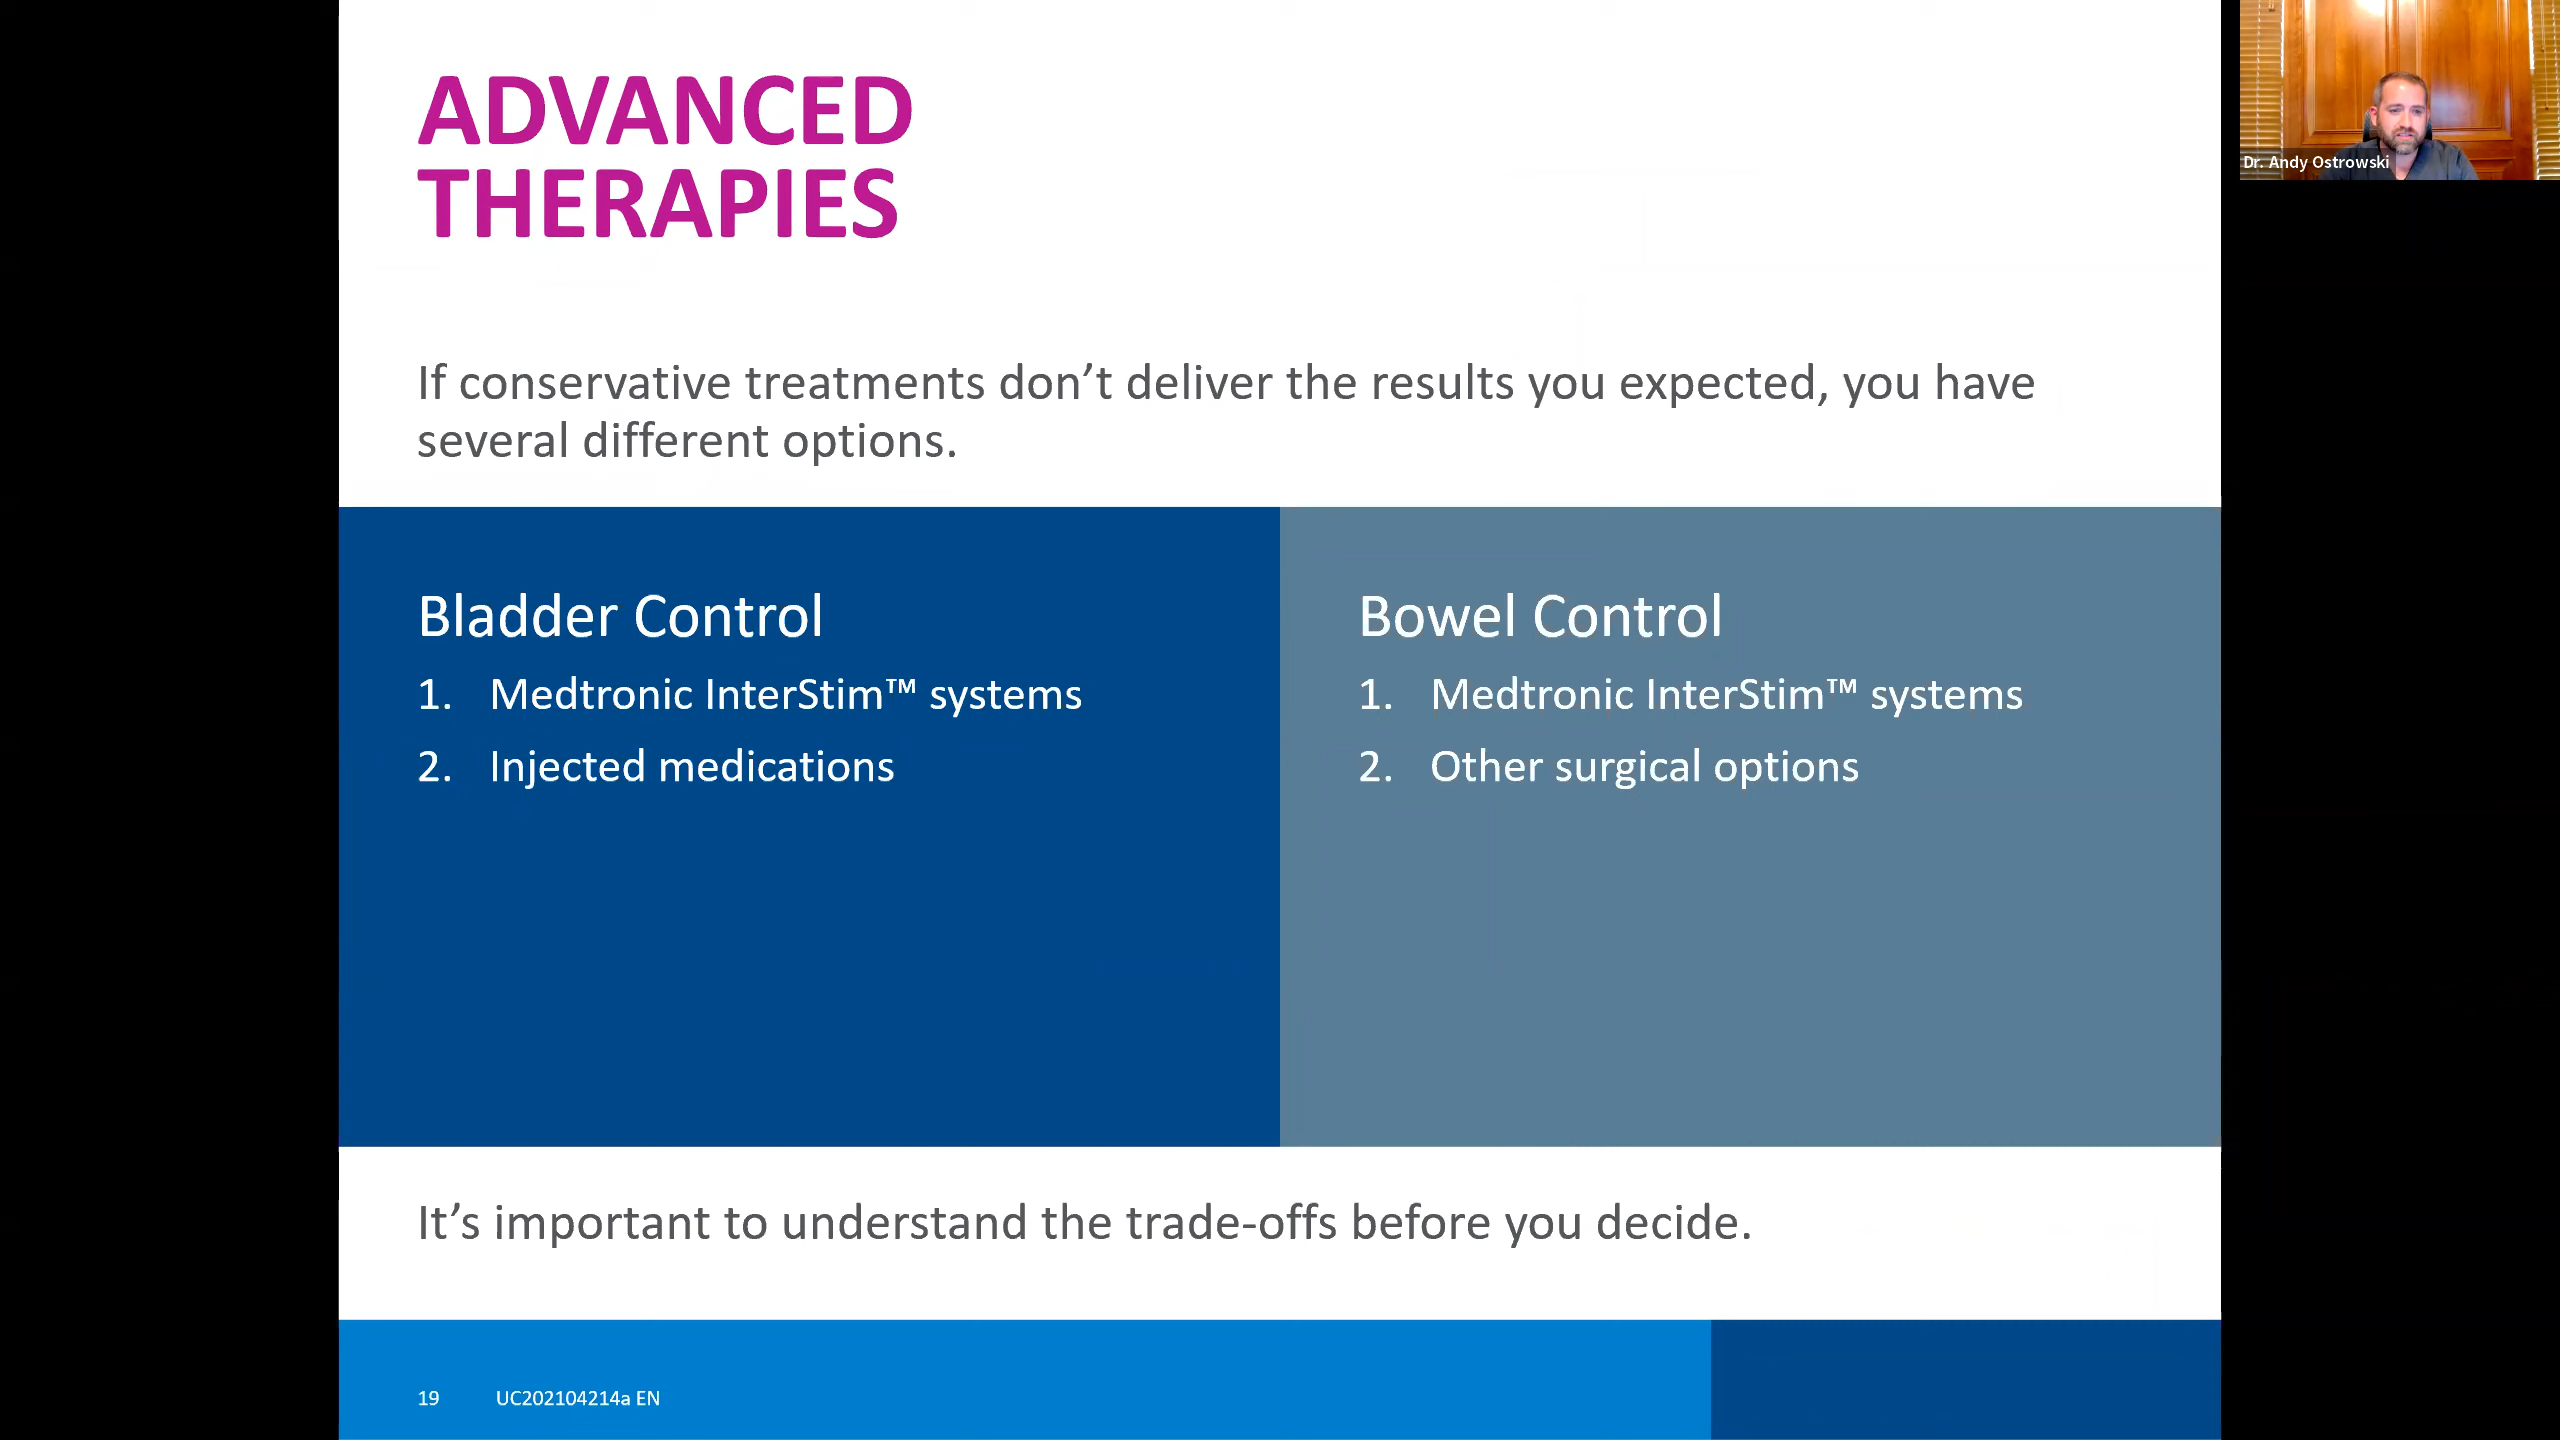 ADVANCED
THERAPIES
Dr. Andy Ostrowski
If conservative treatments don’t deliver the results you expected, you have
several different options.
Bladder Control
1. Medtronic InterStim™ systems
2. Injected medications
Bowel Control
1. Medtronic InterStim™ systems
2. Other surgical options
It’s important to understand the trade-offs before you decide.
19 UC202104214a EN